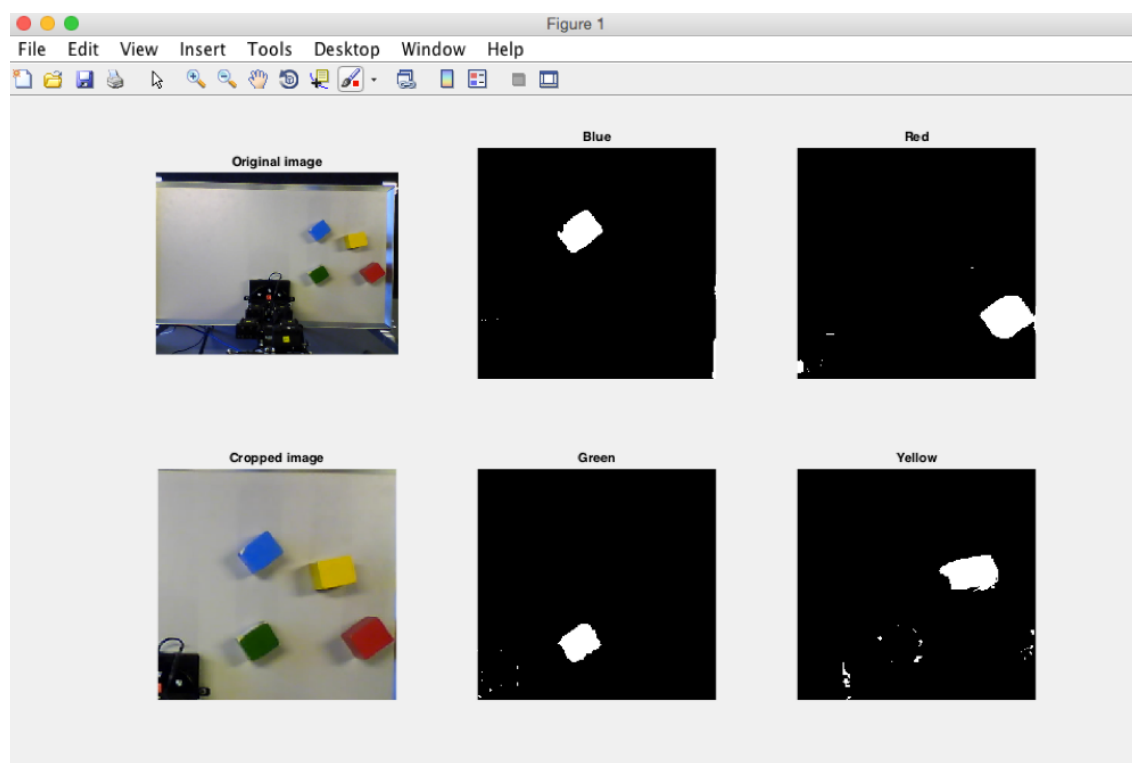 Figure 1
File Edit View Insert Tools Desktop Window Help
Original image
Blue
Red
Cropped image
Green
Yellow